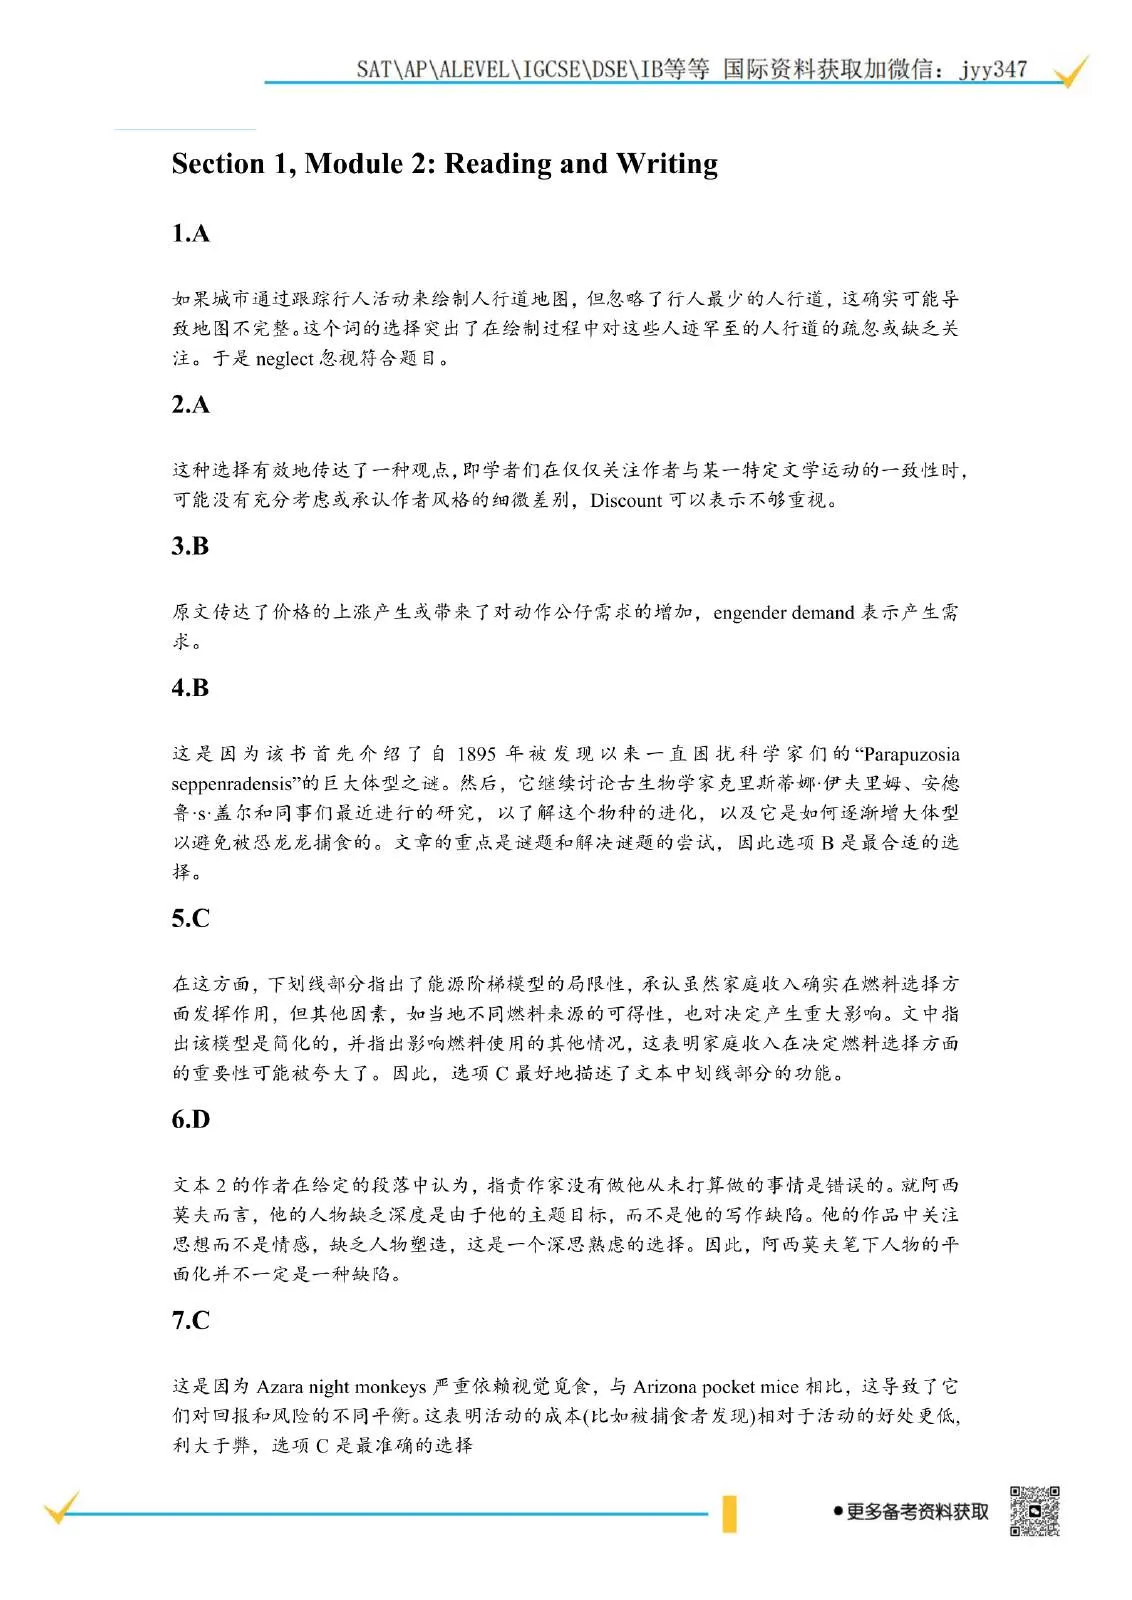 SAT\AP\ALEVEL\IGCSE\DSE\IB等等 国际资料获取加微信：jyy347
Section 1, Module 2: Reading and Writing
1.A
如果城市通过跟踪行人活动来绘制人行道地图，但忽略了行人最少的人行道，这确实可能导
致地图不完整。这个词的选择突出了在绘制过程中对这些人迹罕至的人行道的疏忽或缺乏关
注。于是 neglect 忽视符合题目。
2.A
这种选择有效地传达了一种观点，即学者们在仅仅关注作者与某一特定文学运动的一致性时，
可能没有充分考虑或承认作者风格的细微差别，Discount 可以表示不够重视。
3.B
原文传达了价格的上涨产生或带来了对动作公仔需求的增加，engender demand 表示产生需
求。
4.B
这是因为该书首先介绍了自 1895 年被发现以来一直困扰科学家们的“Parapuzosia
seppenradensis”的巨大体型之谜。然后，它继续讨论古生物学家克里斯蒂娜·伊夫里姆、安德
鲁·s·盖尔和同事们最近进行的研究，以了解这个物种的进化，以及它是如何逐渐增大体型
以避免被恐龙龙捕食的。文章的重点是谜题和解决谜题的尝试，因此选项 B 是最合适的选
择。
5.C
在这方面，下划线部分指出了能源阶梯模型的局限性，承认虽然家庭收入确实在燃料选择方
面发挥作用，但其他因素，如当地不同燃料来源的可得性，也对决定产生重大影响。文中指
出该模型是简化的，并指出影响燃料使用的其他情况，这表明家庭收入在决定燃料选择方面
的重要性可能被夸大了。因此，选项 C 最好地描述了文本中划线部分的功能。
6.D
文本 2 的作者在给定的段落中认为，指责作家没有做他从未打算做的事情是错误的。就阿西
莫夫而言，他的人物缺乏深度是由于他的主题目标，而不是他的写作缺陷。他的作品中关注
思想而不是情感，缺乏人物塑造，这是一个深思熟虑的选择。因此，阿西莫夫笔下人物的平
面化并不一定是一种缺陷。
7.C
这是因为 Azara night monkeys 严重依赖视觉觅食，与 Arizona pocket mice 相比，这导致了它
们对回报和风险的不同平衡。这表明活动的成本(比如被捕食者发现)相对于活动的好处更低，
利大于弊，选项 C 是最准确的选择
●更多备考资料获取